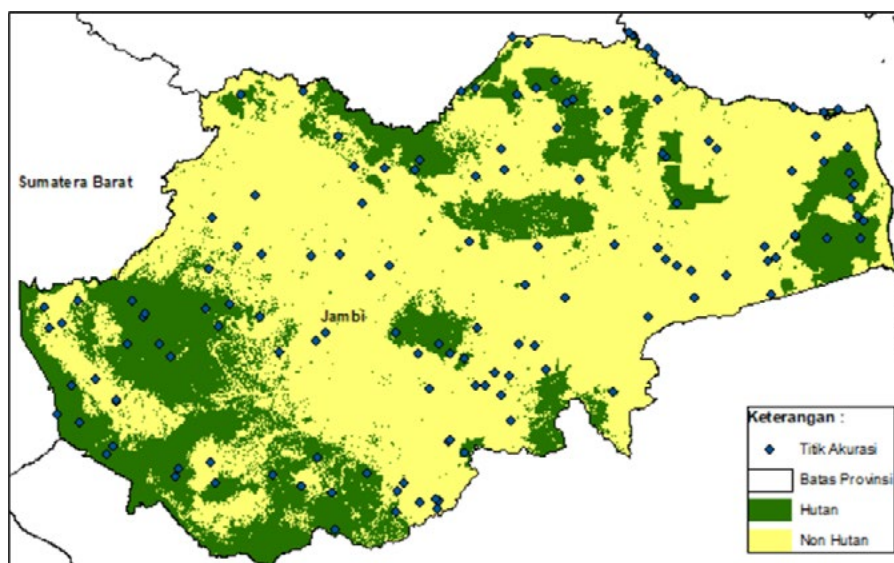 Sumatera Barat
Jambi
Keterangan :
Titik Akurasi
Batas Provinsi
Hutan
Non Hutan